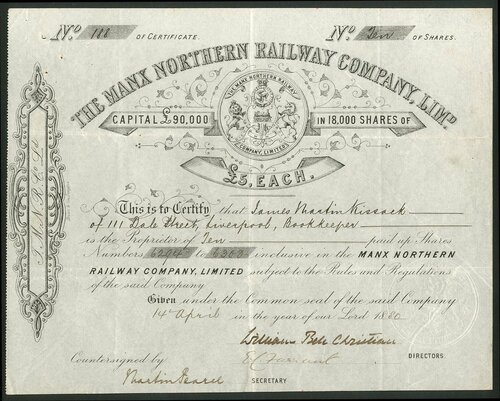 No. 118 OF CERTIFICATE. No. Ten OF SHARES.
THE MANX NORTHERN RAILWAY COMPANY, LIMD.
THE MANX NORTHERN RAILWAY
COMPANY LIMITED
CAPITAL £90,000 IN 18,000 SHARES OF
£5, EACH.
This is to Certify that James Martin Kissack
of 111 Dale Street, Liverpool, Bookkeeper
is the Proprietor of Ten paid up Shares
Numbers 6294 to 6303 inclusive in the MANX NORTHERN
RAILWAY COMPANY, LIMITED subject to the Rules and Regulations
of the said Company
Given under the Common seal of the said Company
14th April in the year of our Lord 1880
William Bell Christian
DIRECTORS.
Countersigned by
SECRETARY